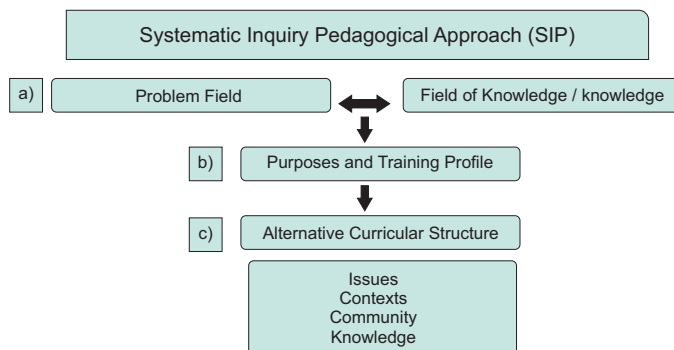 Systematic Inquiry Pedagogical Approach (SIP)
a)
Problem Field
Field of Knowledge / knowledge
b)
Purposes and Training Profile
c)
Alternative Curricular Structure
Issues
Contexts
Community
Knowledge